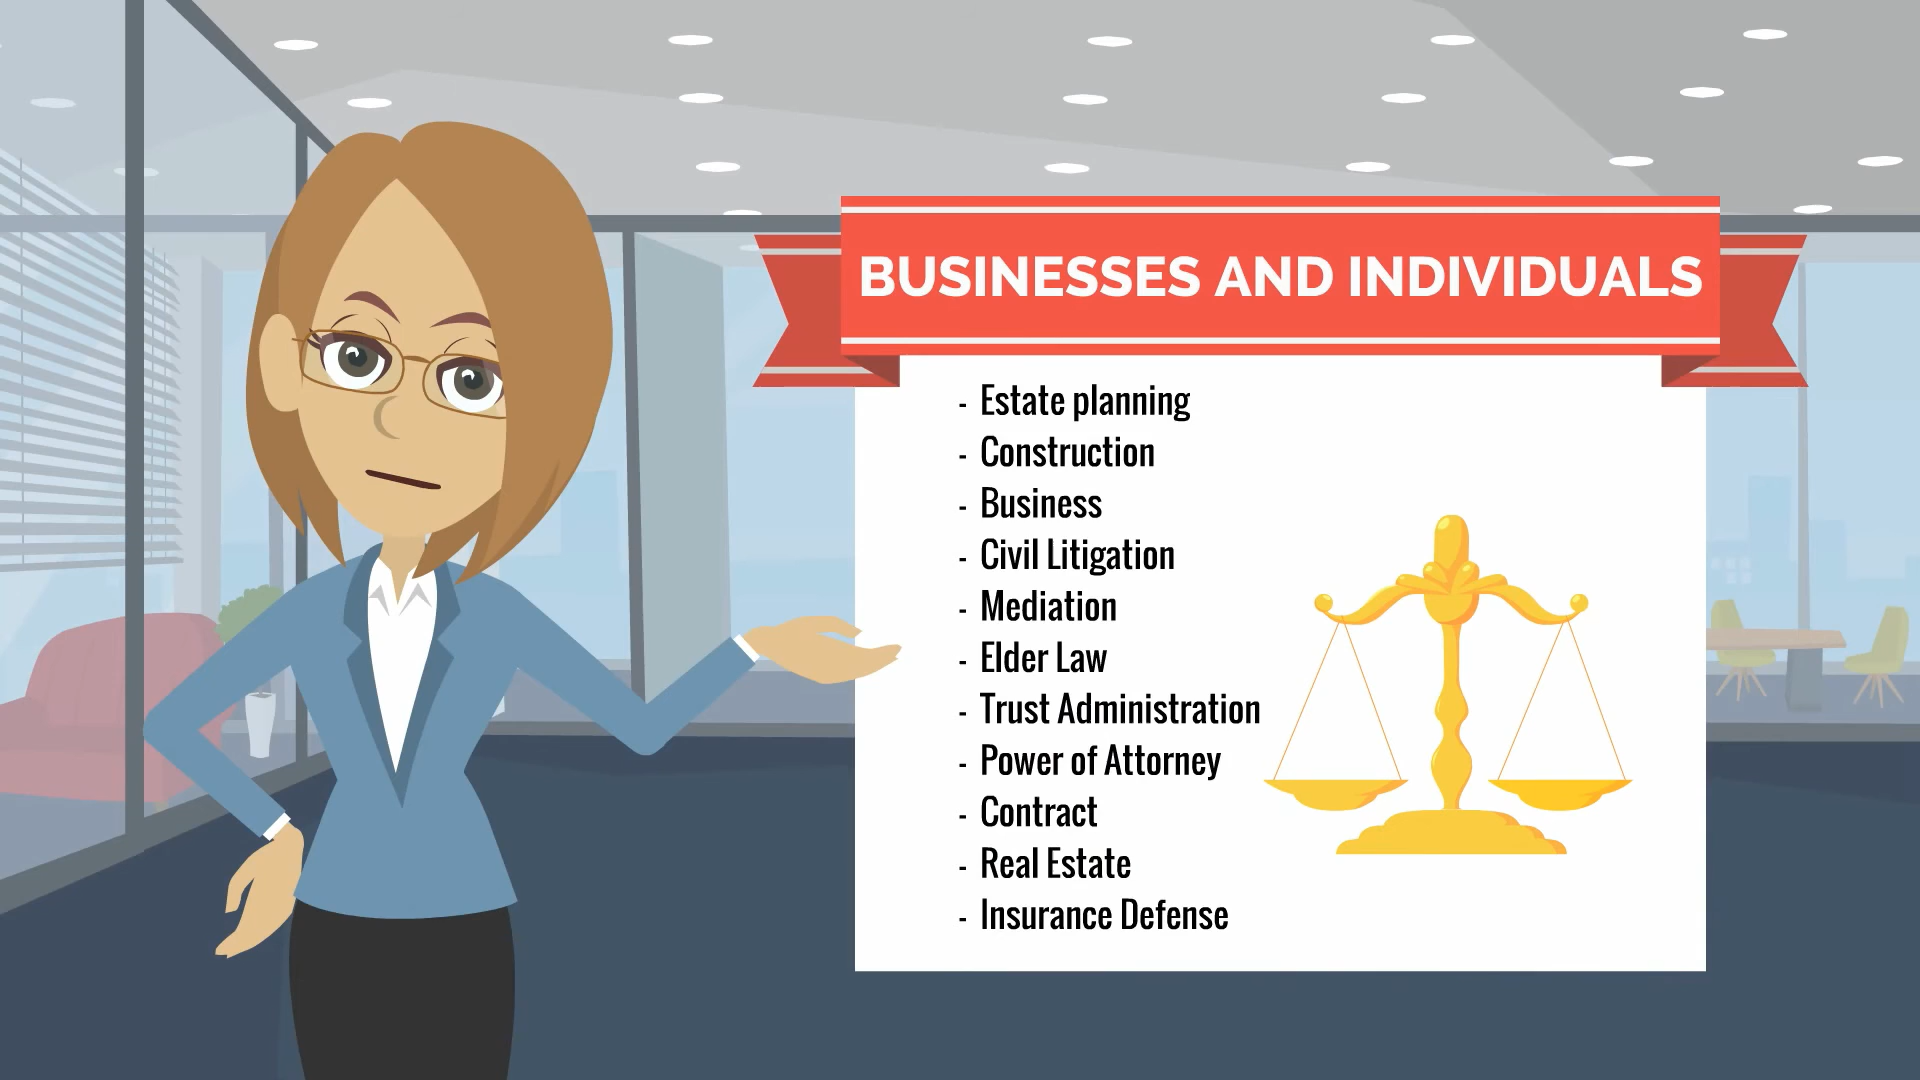 BUSINESSES AND INDIVIDUALS
- Estate planning
- Construction
- Business
- Civil Litigation
- Mediation
- Elder Law
- Trust Administration
- Power of Attorney
- Contract
- Real Estate
- Insurance Defense